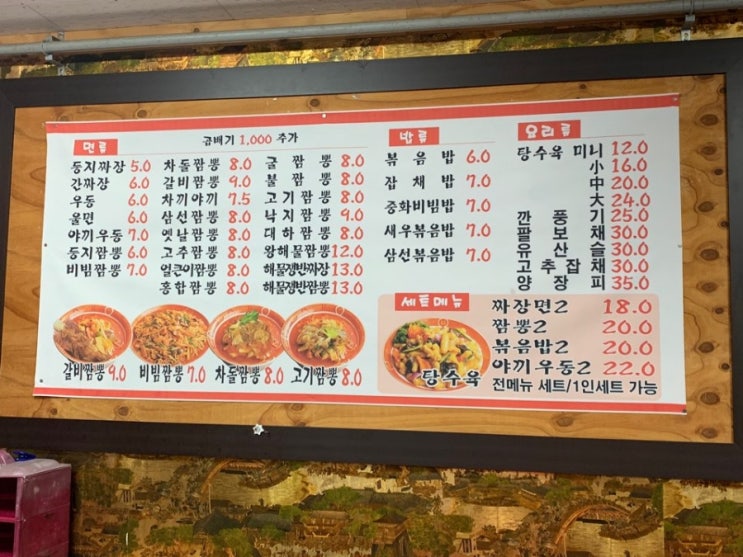 면류
곱배기 1,000 추가
둥지짜장 5.0
간짜장 6.0
우동 6.0
울면 6.0
야끼우동 7.0
둥지짬뽕 6.0
비빔짬뽕 7.0
차돌짬뽕 8.0
갈비짬뽕 9.0
차끼야끼 7.5
삼선짬뽕 8.0
옛날짬뽕 8.0
고추짬뽕 8.0
얼큰이짬뽕 8.0
홍합짬뽕 8.0
굴짬뽕 8.0
불짬뽕 8.0
고기짬뽕 8.0
낙지짬뽕 9.0
대하짬뽕 8.0
왕해물짬뽕 12.0
해물쟁반짜장 13.0
해물쟁반짬뽕 13.0
밥류
볶음밥 6.0
잡채밥 7.0
중화비빔밥 7.0
새우볶음밥 7.0
삼선볶음밥 7.0
요리류
탕수육 미니 12.0
小 16.0
中 20.0
大 24.0
깐풍기 25.0
팔보채 30.0
유산슬 30.0
고추잡채 30.0
양장피 35.0
갈비짬뽕 9.0
비빔짬뽕 7.0
차돌짬뽕 8.0
고기짬뽕 8.0
세트메뉴
탕수육
짜장면2 18.0
짬뽕2 20.0
볶음밥2 20.0
야끼우동2 22.0
전메뉴 세트/1인세트 가능